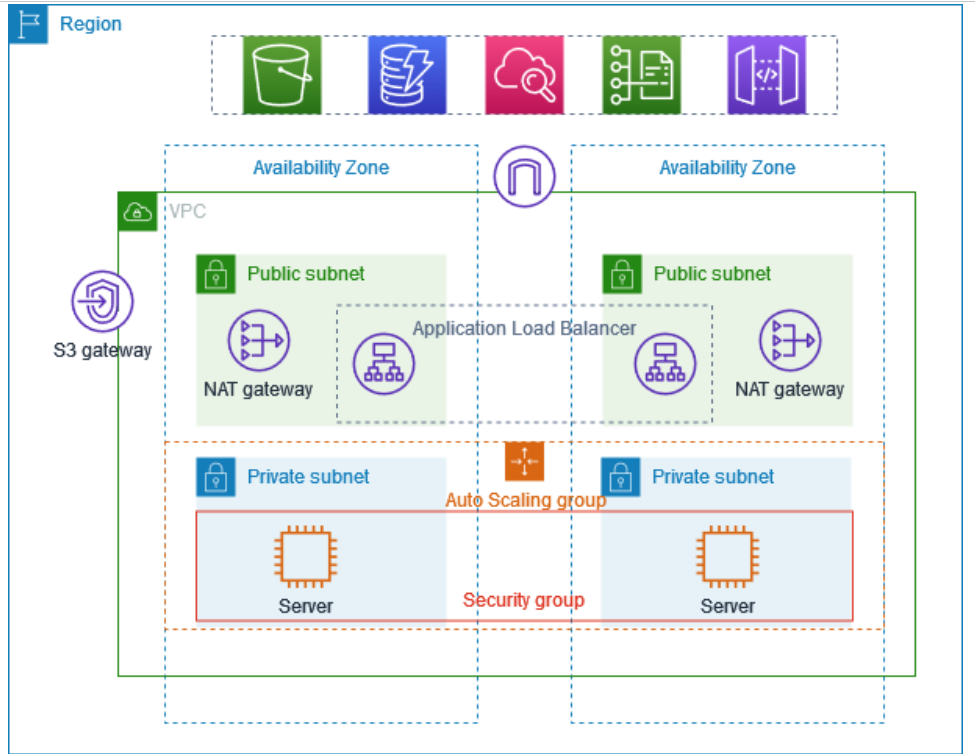 Region
Availability Zone
Availability Zone
VPC
Public subnet
Public subnet
Application Load Balancer
S3 gateway
NAT gateway
NAT gateway
Private subnet
Private subnet
Auto Scaling group
Security group
Server
Server